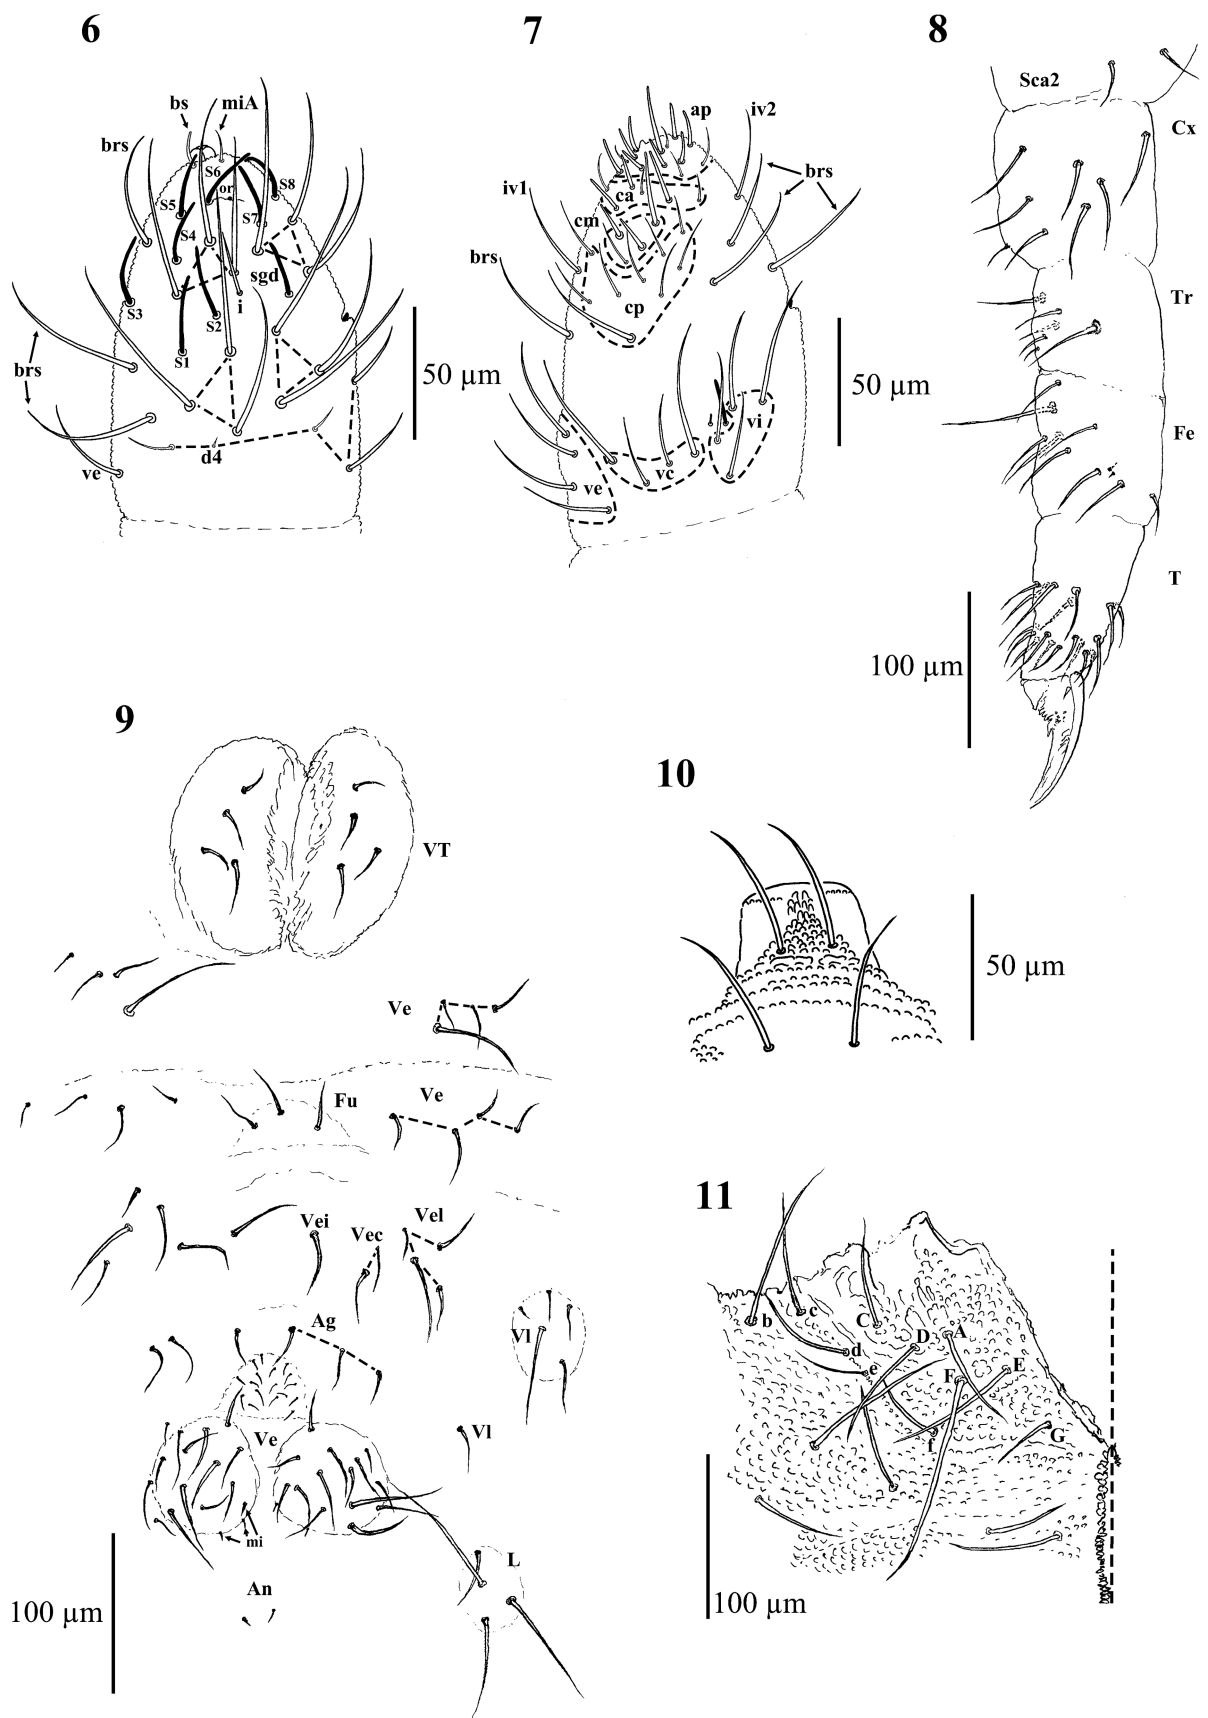 6
bs
miA
brs
S6
S8
or
S5
S7
S4
sgd
S3
i
S2
S1
brs
50 µm
d4
ve
7
ap
iv2
brs
iv1
ca
cm
brs
cp
50 µm
vi
vc
ve
8
Sca2
Cx
Tr
Fe
T
100 µm
9
VT
Ve
Fu
Ve
Vei
Vel
Vec
Ag
Vl
Ve
Vl
mi
L
An
100 µm
10
50 µm
11
c
b
C
D
A
d
e
E
F
f
G
100 µm